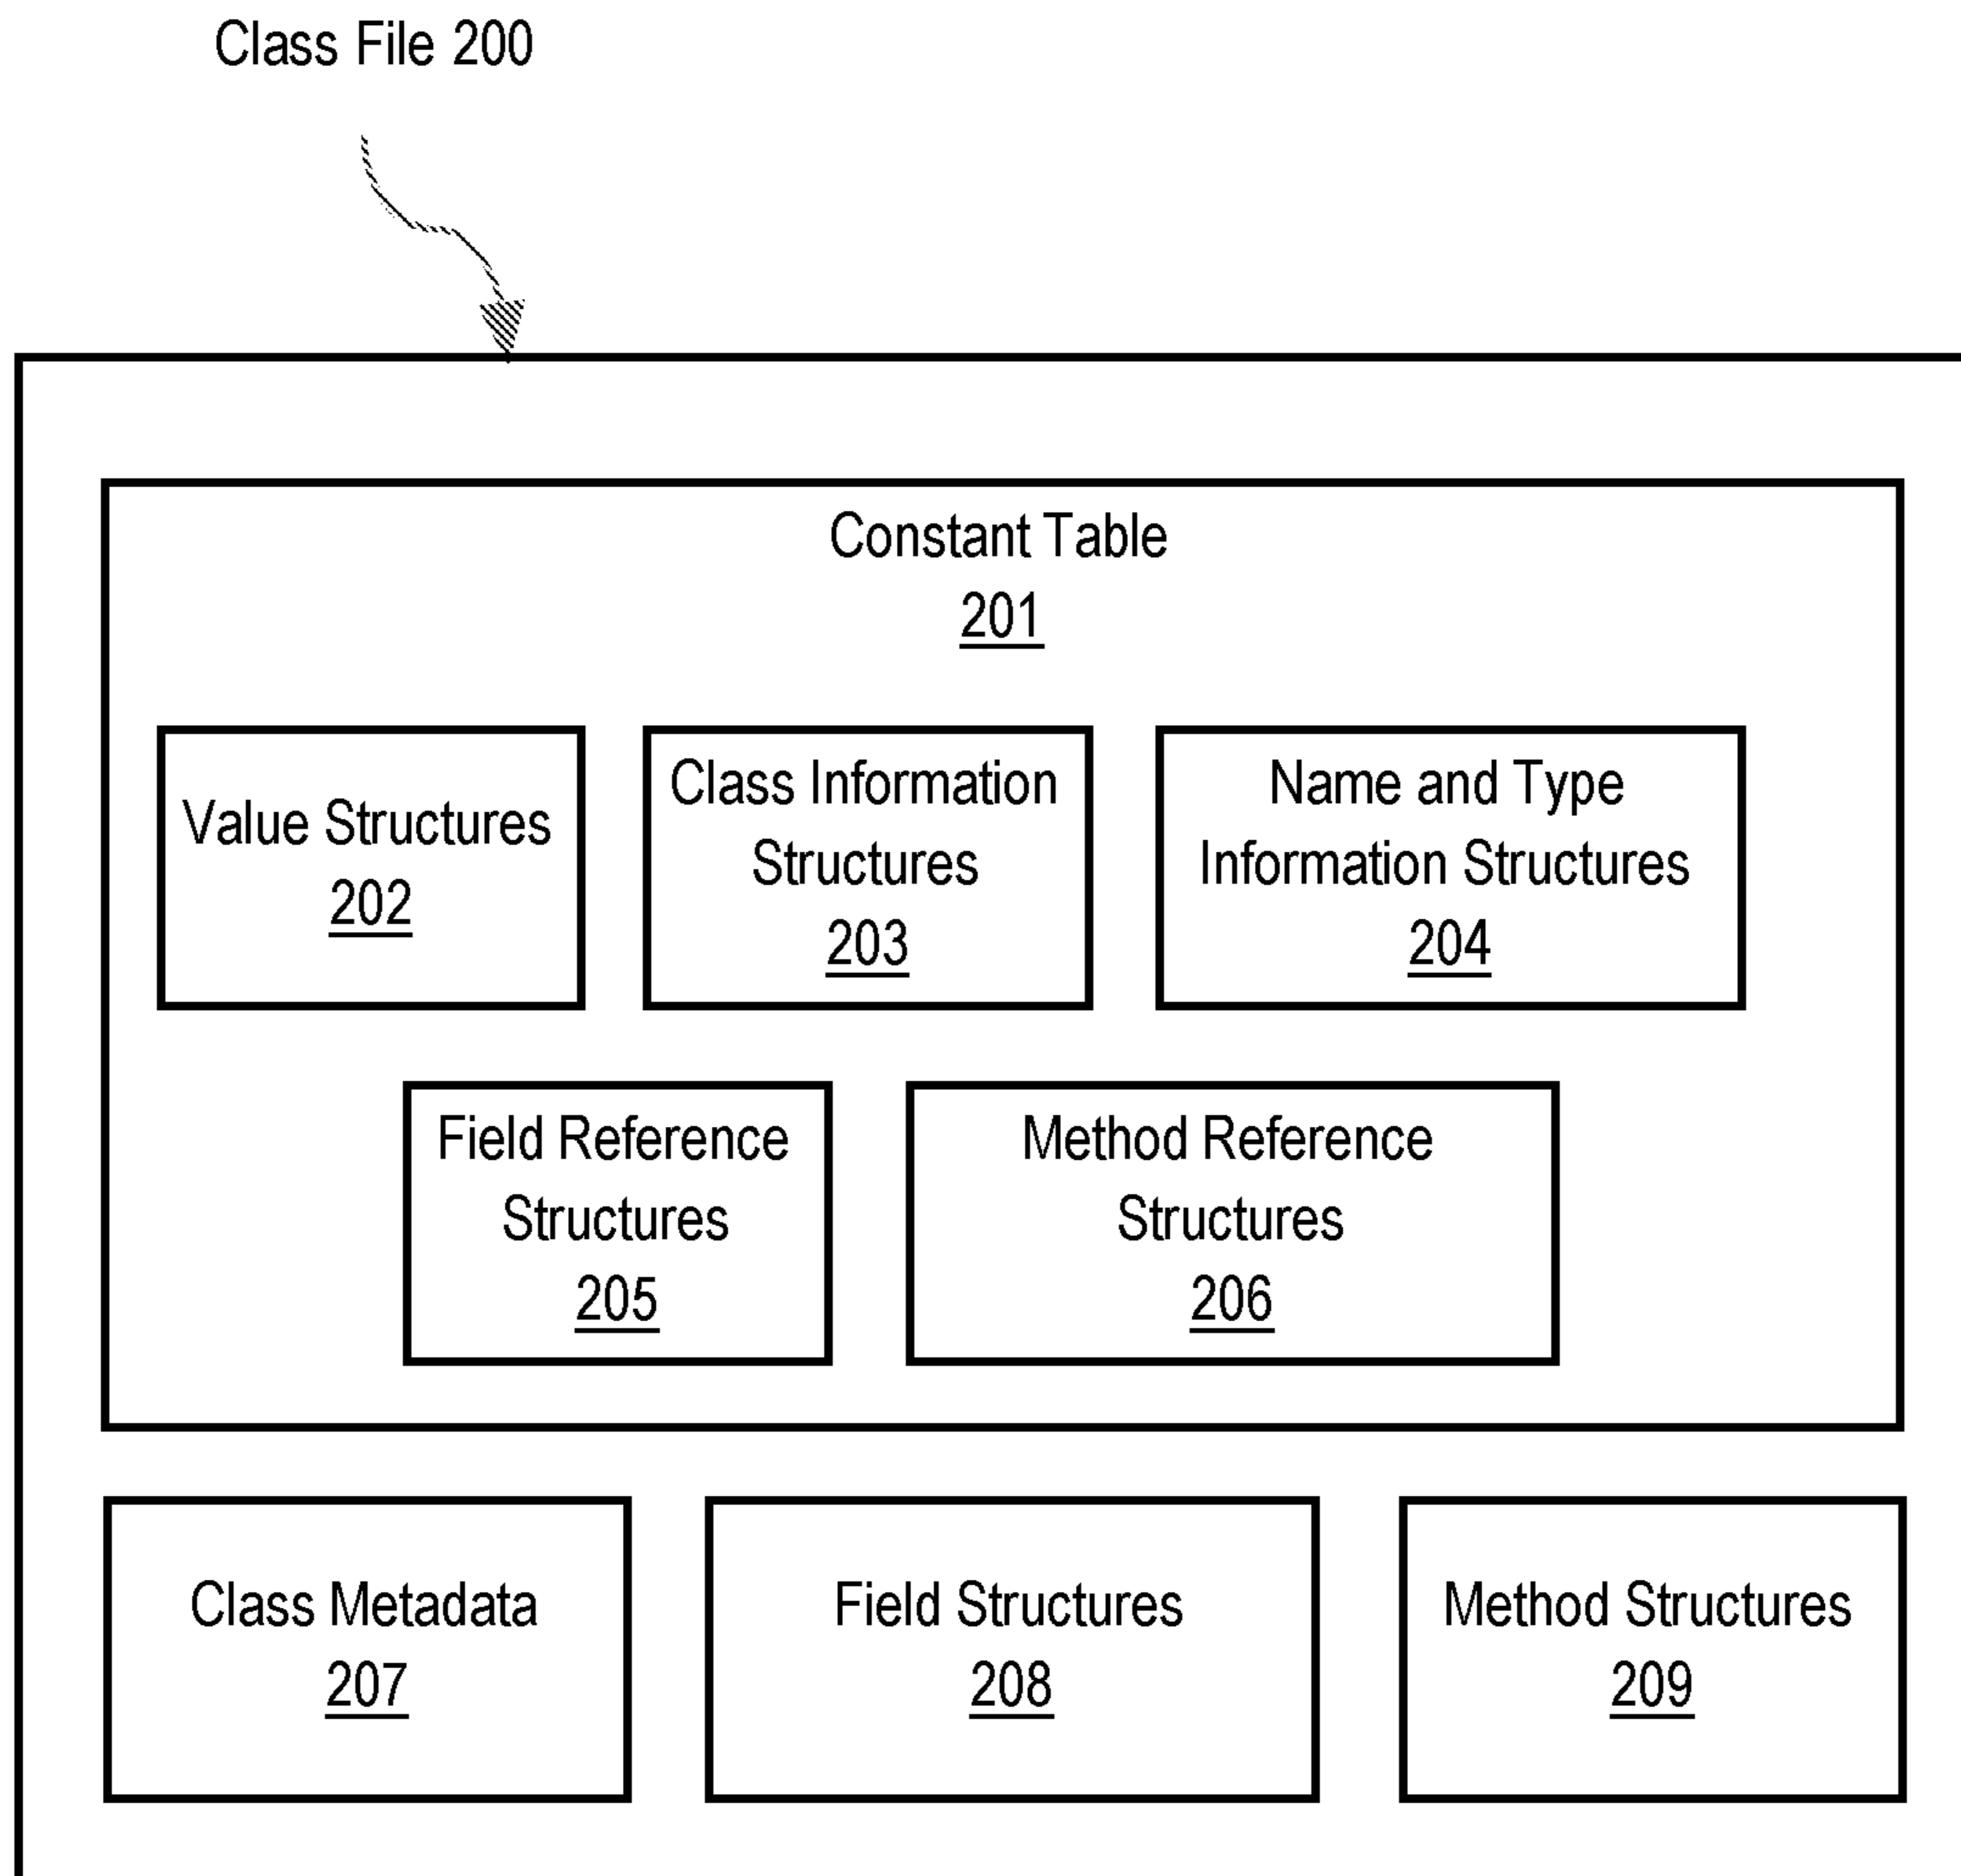 Class File 200
Constant Table
201
Value Structures
202
Class Information
Structures
203
Name and Type
Information Structures
204
Field Reference
Structures
205
Method Reference
Structures
206
Class Metadata
207
Field Structures
208
Method Structures
209